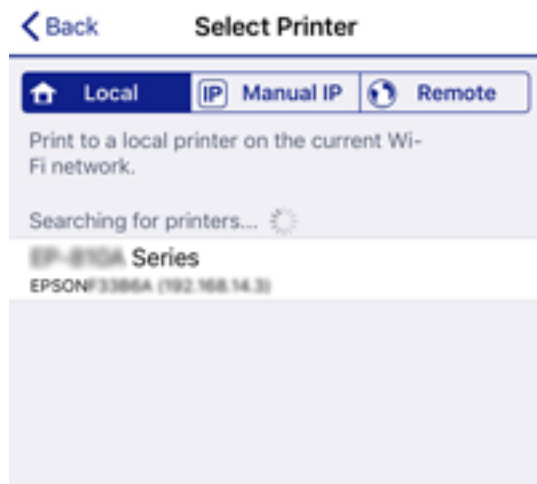 Back
Select Printer
Local
IP Manual IP
Remote
Print to a local printer on the current Wi-
Fi network.
Searching for printers...
Series
EPSON